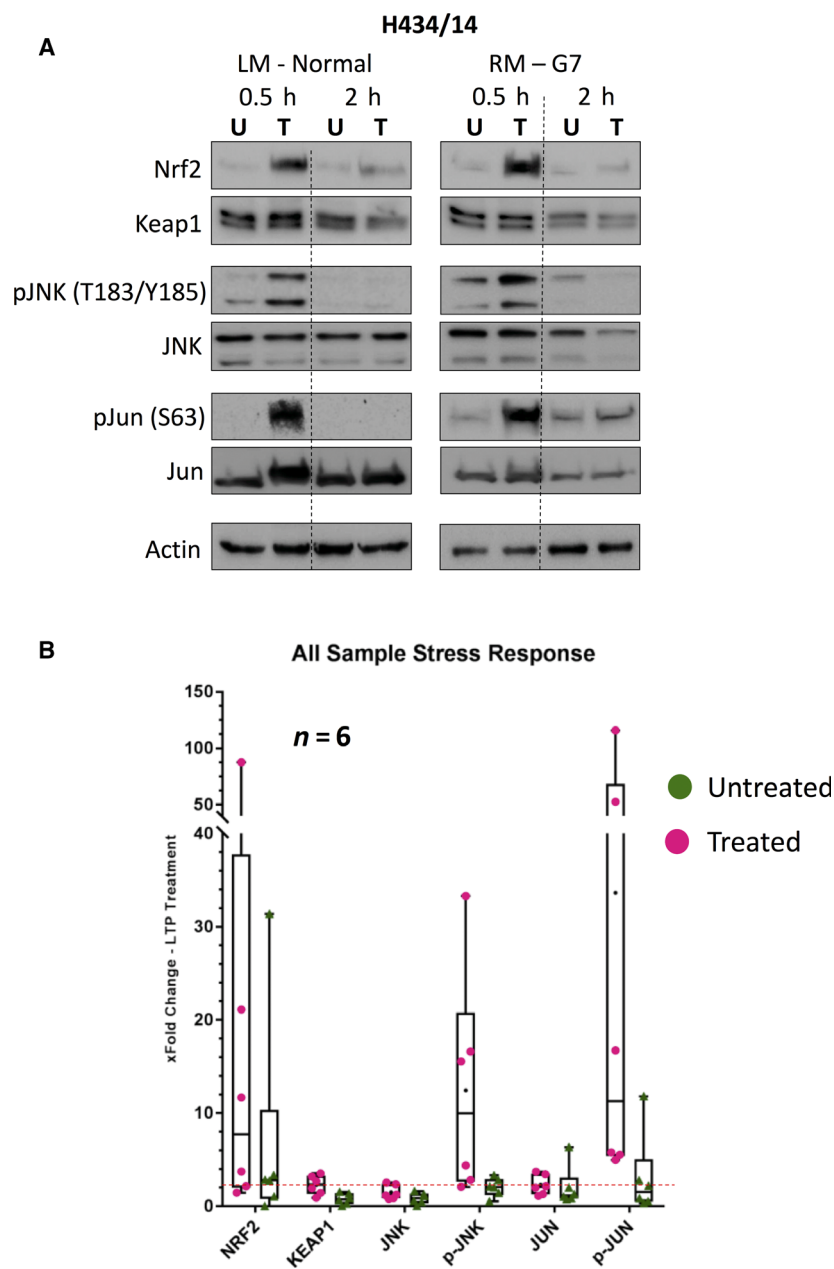 H434/14
A
LM - Normal RM – G7
0.5 h 2 h 0.5 h 2 h
U T U T U T U T
Nrf2
Keap1
pJNK (T183/Y185)
JNK
pJun (S63)
Jun
Actin
B
All Sample Stress Response
n = 6
xFold Change - LTP Treatment
150
100
50
40
30
20
10
0
Untreated
Treated
NRF2 KEAP1 JNK p-JNK JUN p-JUN